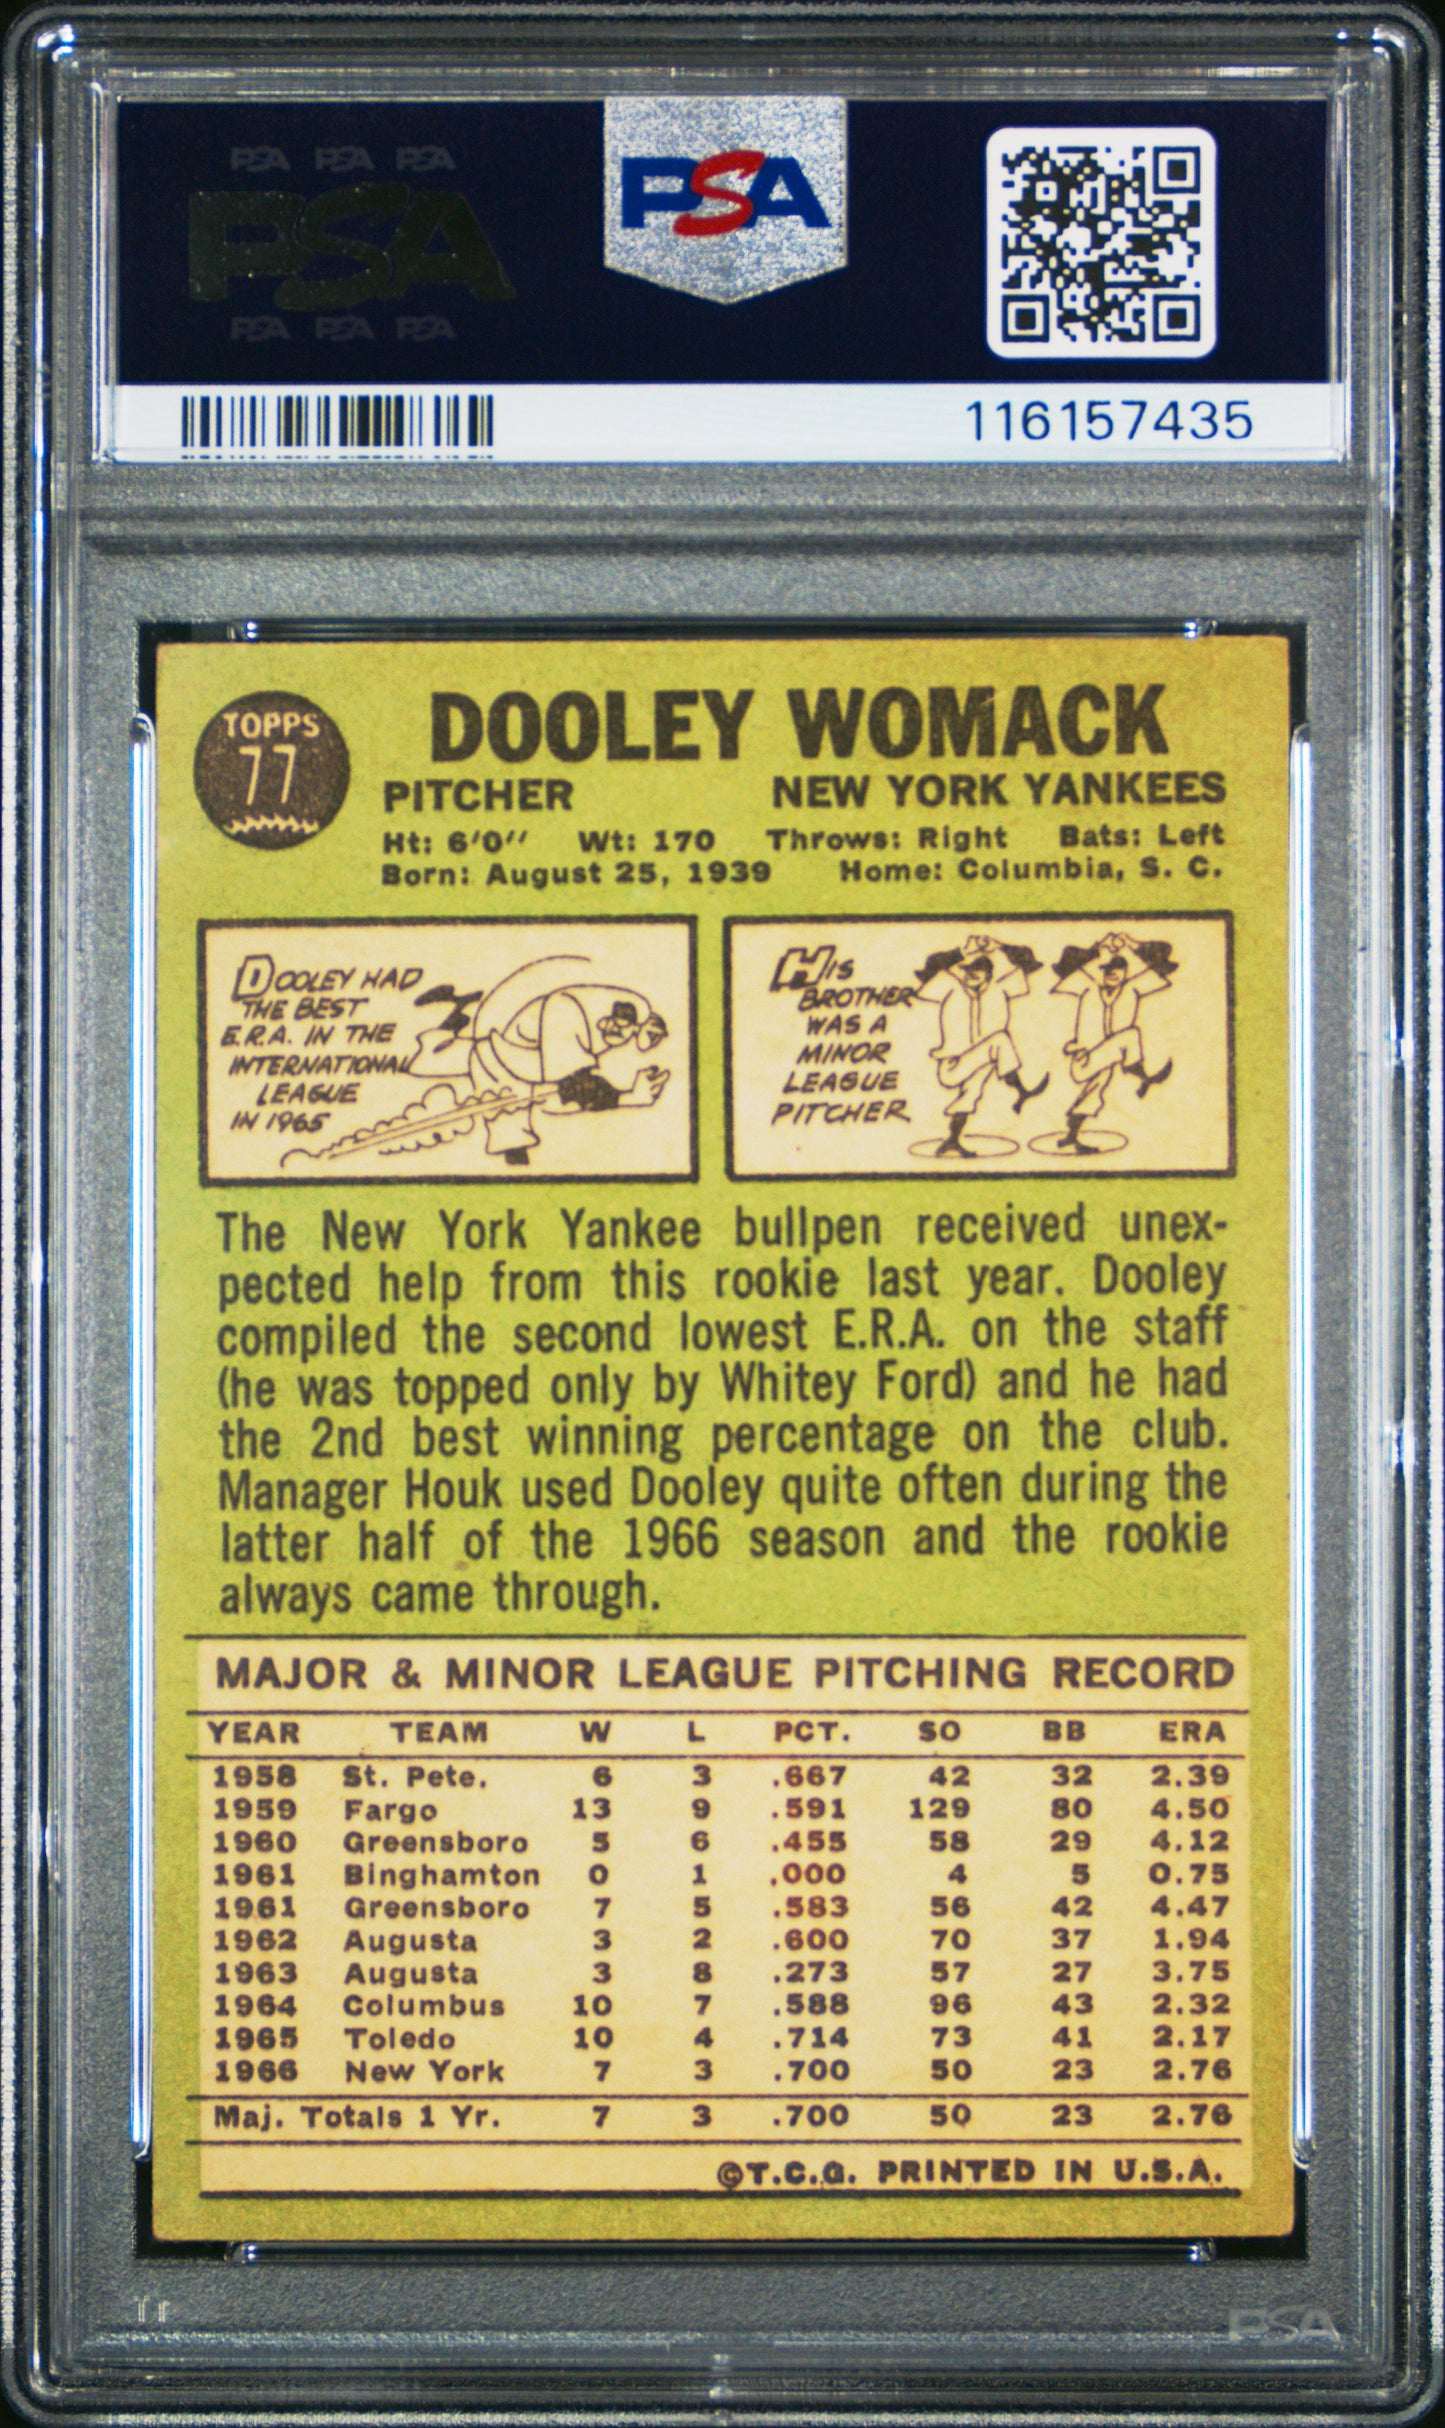 PSA PSA PSA
PSA
PSA PSA PSA
PSA
116157435
TOPPS
77
DOOLEY WOMACK
PITCHER NEW YORK YANKEES
Ht: 6'0" Wt: 170 Throws: Right Bats: Left
Born: August 25, 1939 Home: Columbia, S. C.
DOOLEY HAD
THE BEST
E.R.A. IN THE
INTERNATIONAL
LEAGUE
IN 1965
HIS
BROTHER
WAS A
MINOR
LEAGUE
PITCHER
The New York Yankee bullpen received unex-
pected help from this rookie last year. Dooley
compiled the second lowest E.R.A. on the staff
(he was topped only by Whitey Ford) and he had
the 2nd best winning percentage on the club.
Manager Houk used Dooley quite often during the
latter half of the 1966 season and the rookie
always came through.
MAJOR & MINOR LEAGUE PITCHING RECORD
YEAR TEAM W L PCT. SO BB ERA
1958 St. Pete. 6 3 .667 42 32 2.39
1959 Fargo 13 9 .591 129 80 4.50
1960 Greensboro 5 6 .455 58 29 4.12
1961 Binghamton 0 1 .000 4 5 0.75
1961 Greensboro 7 5 .583 56 42 4.47
1962 Augusta 3 2 .600 70 37 1.94
1963 Augusta 3 8 .273 57 27 3.75
1964 Columbus 10 7 .588 96 43 2.32
1965 Toledo 10 4 .714 73 41 2.17
1966 New York 7 3 .700 50 23 2.76
Maj. Totals 1 Yr. 7 3 .700 50 23 2.76
©T.C.G. PRINTED IN U.S.A.
PSA